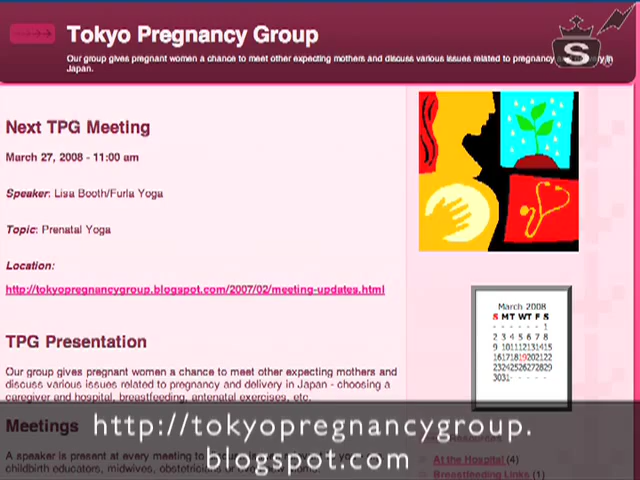 Tokyo Pregnancy Group
Our group gives pregnant women a chance to meet other expecting mothers and discuss various issues related to pregnancy in
Japan.
S
Next TPG Meeting
March 27, 2008 - 11:00 am
Speaker: Lisa Booth/Furla Yoga
Topic: Prenatal Yoga
Location:
http://tokyopregnancygroup.blogspot.com/2007/02/meeting-updates.html
March 2008
S M T W T F S
- - - - - - 1
2 3 4 5 6 7 8
9 10 11 12 13 14 15
16 17 18 19 20 21 22
23 24 25 26 27 28 29
30 31 - - - - -
TPG Presentation
Our group gives pregnant women a chance to meet other expecting mothers and
discuss various issues related to pregnancy and delivery in Japan - choosing a
caregiver and hospital, breastfeeding, antenatal exercises, etc.
Meetings
A speaker is present at every meeting to
childbirth educators, midwives, obstetricians
http://tokyopregnancygroup.
blogspot.com
Resources
At the Hospital (4)
Breastfeeding Links (1)